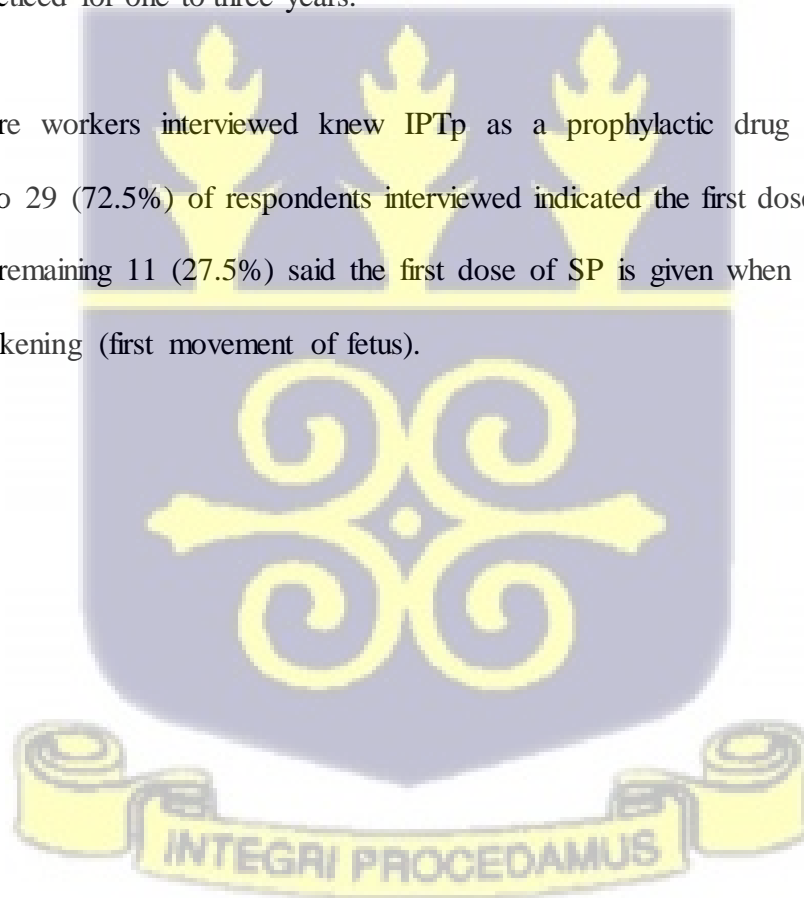 for one to three years.
re workers interviewed knew IPTp as a prophylactic drug
o 29 (72.5%) of respondents interviewed indicated the first dose
remaining 11 (27.5%) said the first dose of SP is given when
kening (first movement of fetus).
INTEGRI PROCEDAMUS